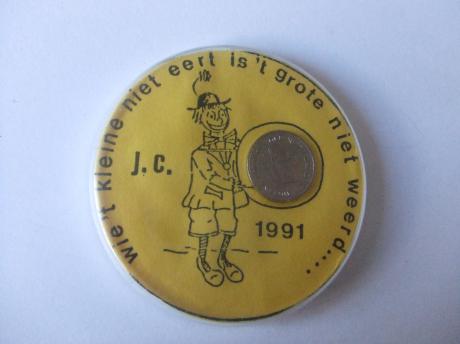 wie 't kleine niet eert is 't grote niet weerd....
J.C.
1991